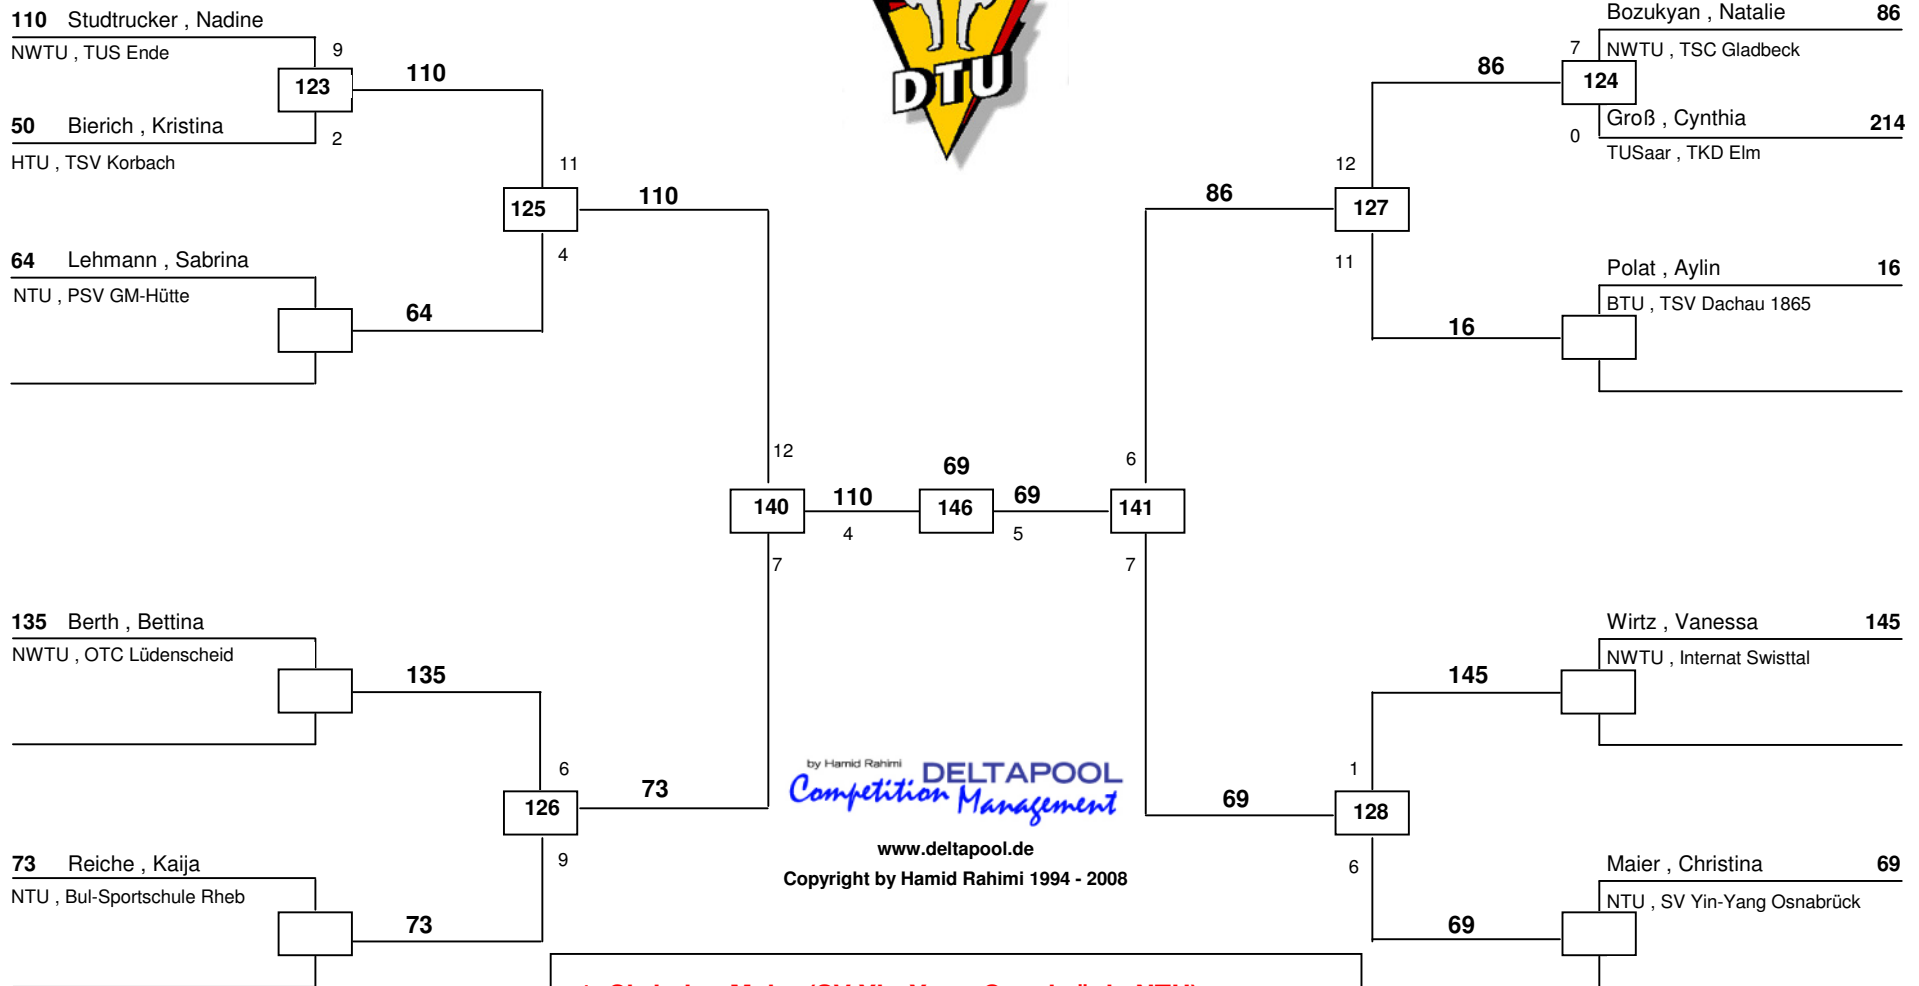 110 Studtrucker , Nadine
NWTU , TUS Ende
9
123
110
50 Bierich , Kristina
2
HTU , TSV Korbach
11
125
110
4
64 Lehmann , Sabrina
NTU , PSV GM-Hütte
64
DTU
Bozukyan , Natalie 86
7
NWTU , TSC Gladbeck
86
124
Groß , Cynthia 214
0
TUSaar , TKD Elm
12
86
127
11
Polat , Aylin 16
BTU , TSV Dachau 1865
16
12
140
110
4
7
69
146
69
5
6
141
7
135 Berth , Bettina
NWTU , OTC Lüdenscheid
135
6
126
73
9
73 Reiche , Kaija
NTU , Bul-Sportschule Rheb
73
by Hamid Rahimi
DELTAPOOL
Competition Management
www.deltapool.de
Copyright by Hamid Rahimi 1994 - 2008
Wirtz , Vanessa 145
NWTU , Internat Swisttal
145
1
69
128
6
Maier , Christina 69
NTU , SV Yin-Yang Osnabrück
69